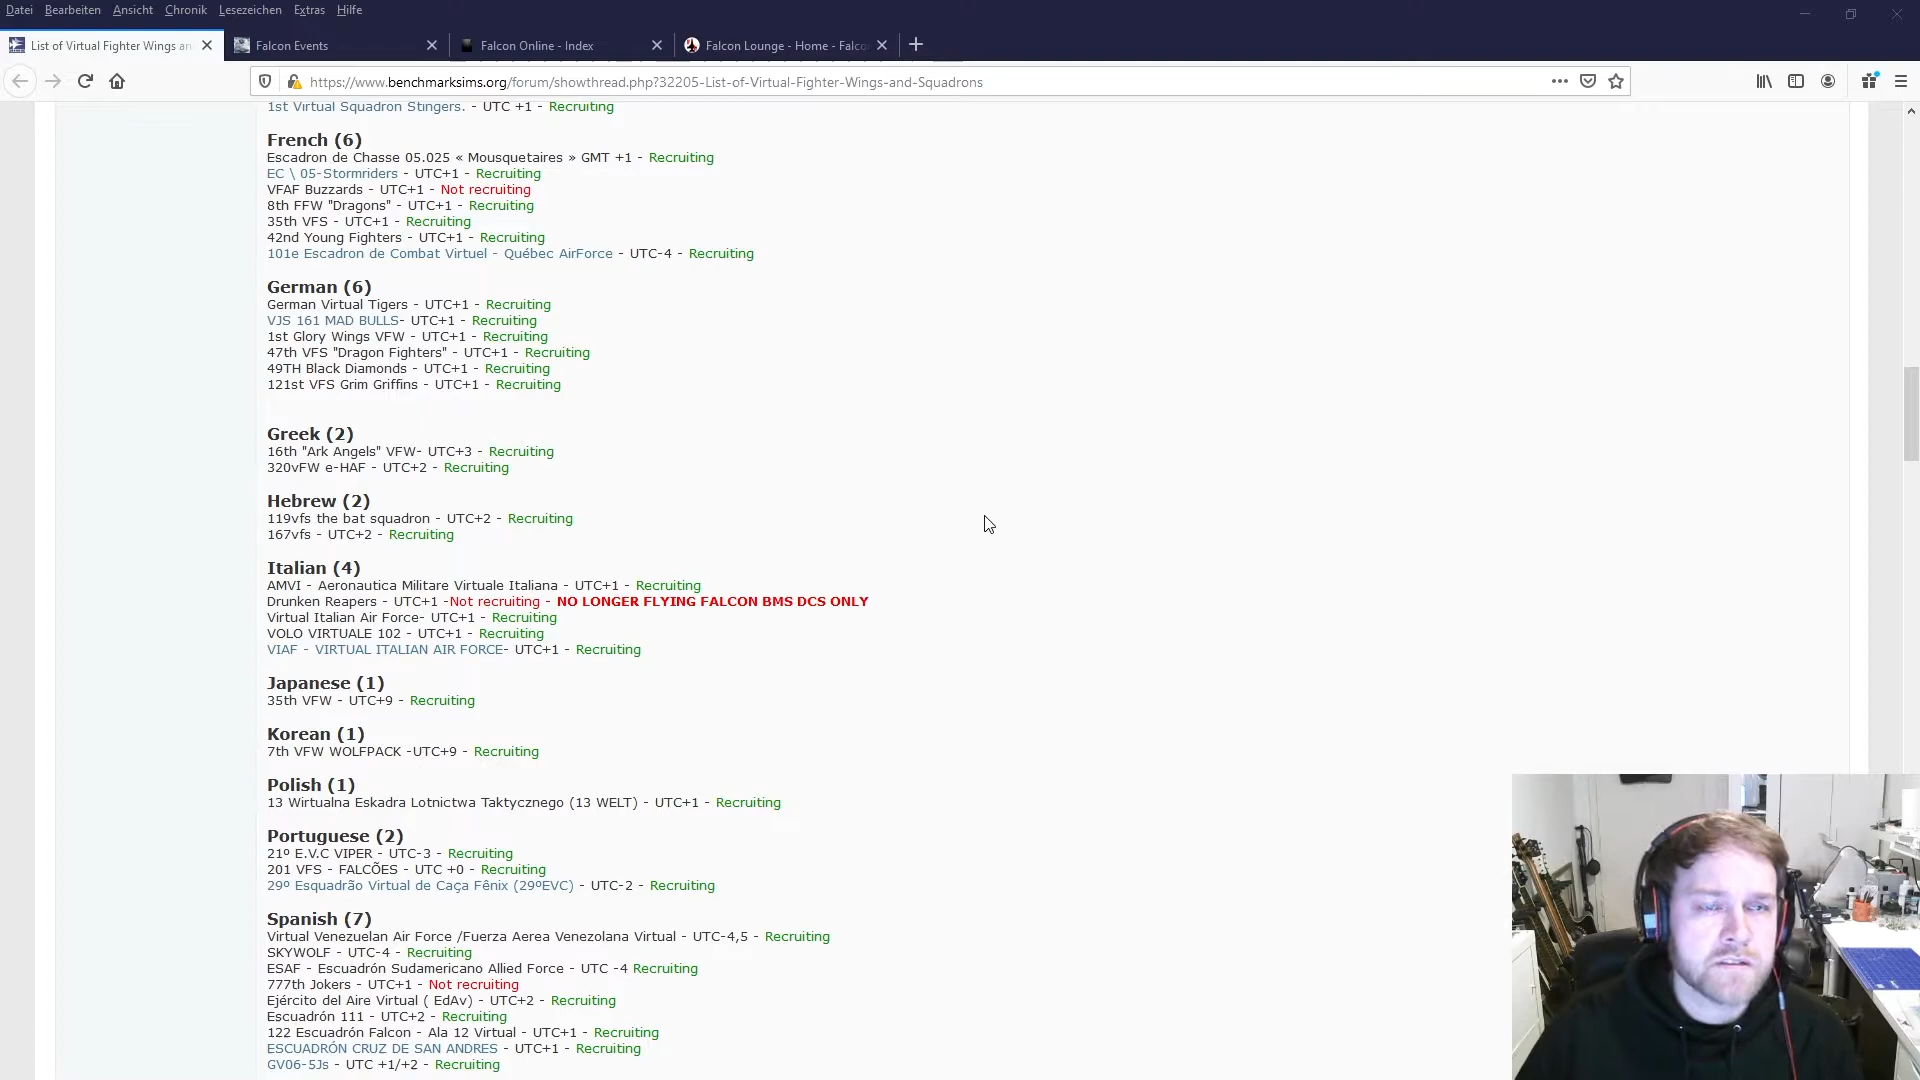 Datei Bearbeiten Ansicht Chronik Lesezeichen Extras Hilfe
List of Virtual Fighter Wings an
Falcon Events
Falcon Online - Index
Falcon Lounge - Home - Falco
https://www.benchmarksims.org/forum/showthread.php?32205-List-of-Virtual-Fighter-Wings-and-Squadrons
1st Virtual Squadron Stingers. - UTC +1 - Recruiting
French (6)
Escadron de Chasse 05.025 « Mousquetaires » GMT +1 - Recruiting
EC \ 05-Stormriders - UTC+1 - Recruiting
VFAF Buzzards - UTC+1 - Not recruiting
8th FFW "Dragons" - UTC+1 - Recruiting
35th VFS - UTC+1 - Recruiting
42nd Young Fighters - UTC+1 - Recruiting
101e Escadron de Combat Virtuel - Québec AirForce - UTC-4 - Recruiting
German (6)
German Virtual Tigers - UTC+1 - Recruiting
VJS 161 MAD BULLS- UTC+1 - Recruiting
1st Glory Wings VFW - UTC+1 - Recruiting
47th VFS "Dragon Fighters" - UTC+1 - Recruiting
49TH Black Diamonds - UTC+1 - Recruiting
121st VFS Grim Griffins - UTC+1 - Recruiting
Greek (2)
16th "Ark Angels" VFW- UTC+3 - Recruiting
320vFW e-HAF - UTC+2 - Recruiting
Hebrew (2)
119vfs the bat squadron - UTC+2 - Recruiting
167vfs - UTC+2 - Recruiting
Italian (4)
AMVI - Aeronautica Militare Virtuale Italiana - UTC+1 - Recruiting
Drunken Reapers - UTC+1 -Not recruiting - NO LONGER FLYING FALCON BMS DCS ONLY
Virtual Italian Air Force- UTC+1 - Recruiting
VOLO VIRTUALE 102 - UTC+1 - Recruiting
VIAF - VIRTUAL ITALIAN AIR FORCE- UTC+1 - Recruiting
Japanese (1)
35th VFW - UTC+9 - Recruiting
Korean (1)
7th VFW WOLFPACK -UTC+9 - Recruiting
Polish (1)
13 Wirtualna Eskadra Lotnictwa Taktycznego (13 WELT) - UTC+1 - Recruiting
Portuguese (2)
21º E.V.C VIPER - UTC-3 - Recruiting
201 VFS - FALCÕES - UTC +0 - Recruiting
29º Esquadrão Virtual de Caça Fênix (29ºEVC) - UTC-2 - Recruiting
Spanish (7)
Virtual Venezuelan Air Force /Fuerza Aerea Venezolana Virtual - UTC-4,5 - Recruiting
SKYWOLF - UTC-4 - Recruiting
ESAF - Escuadrón Sudamericano Allied Force - UTC -4 Recruiting
777th Jokers - UTC+1 - Not recruiting
Ejército del Aire Virtual ( EdAv) - UTC+2 - Recruiting
Escuadrón 111 - UTC+2 - Recruiting
122 Escuadrón Falcon - Ala 12 Virtual - UTC+1 - Recruiting
ESCUADRÓN CRUZ DE SAN ANDRES - UTC+1 - Recruiting
GV06-5Js - UTC +1/+2 - Recruiting